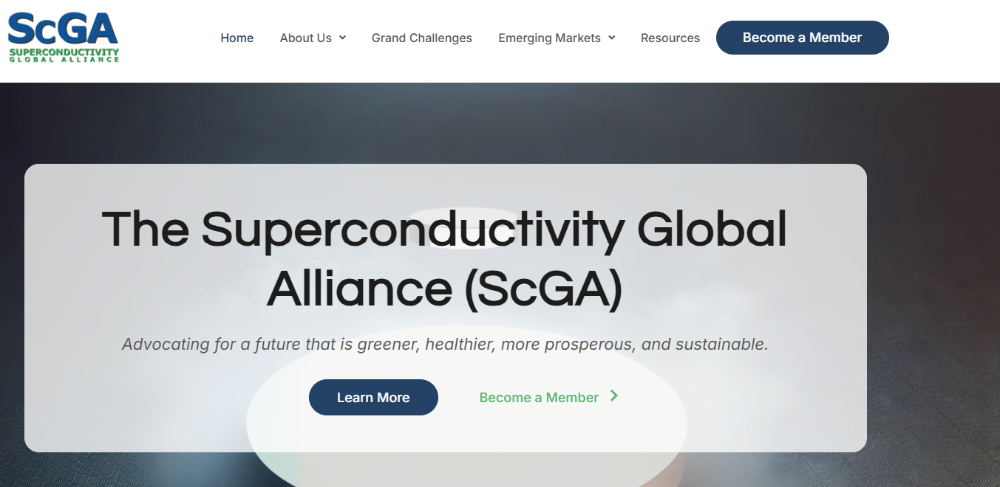 ScGA
SUPERCONDUCTIVITY
GLOBAL ALLIANCE
Home
About Us
Grand Challenges
Emerging Markets
Resources
Become a Member
The Superconductivity Global
Alliance (ScGA)
Advocating for a future that is greener, healthier, more prosperous, and sustainable.
Learn More
Become a Member